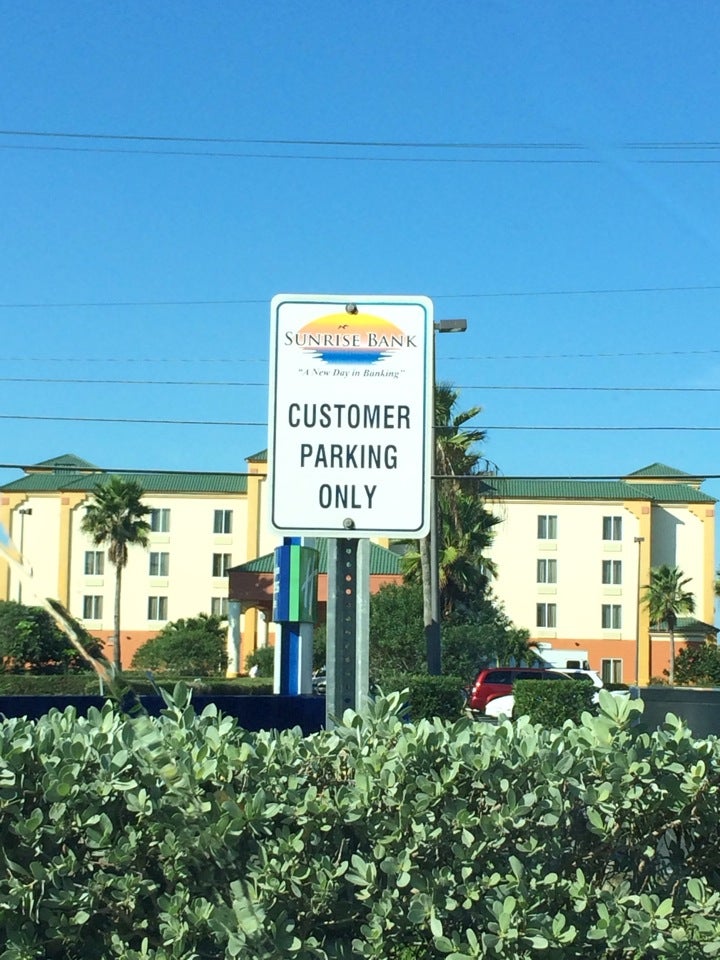 SUNRISE BANK
"A New Day in Banking"
CUSTOMER
PARKING
ONLY